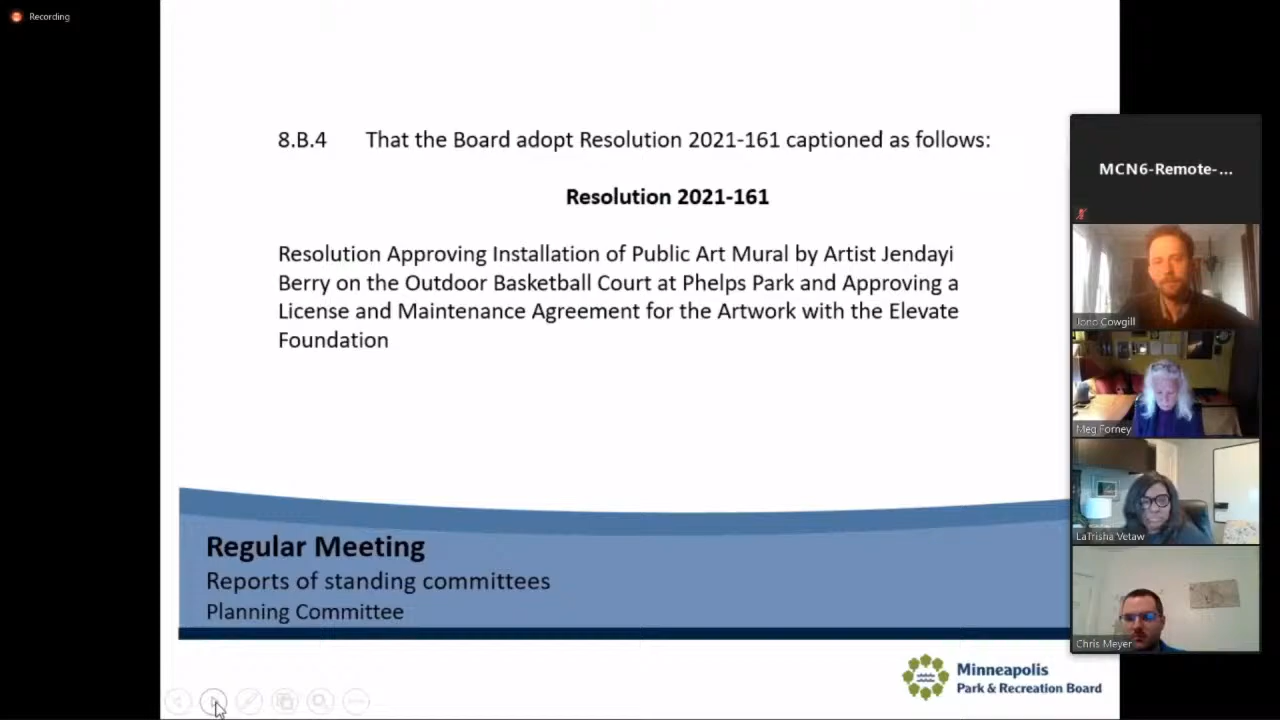 Recording
8.B.4 That the Board adopt Resolution 2021-161 captioned as follows:
Resolution 2021-161
Resolution Approving Installation of Public Art Mural by Artist Jendayi
Berry on the Outdoor Basketball Court at Phelps Park and Approving a
License and Maintenance Agreement for the Artwork with the Elevate
Foundation
Regular Meeting
Reports of standing committees
Planning Committee
Minneapolis
Park & Recreation Board
MCN6-Remote-...
Jono Cowgill
Meg Forney
LaTrisha Vetaw
Chris Meyer